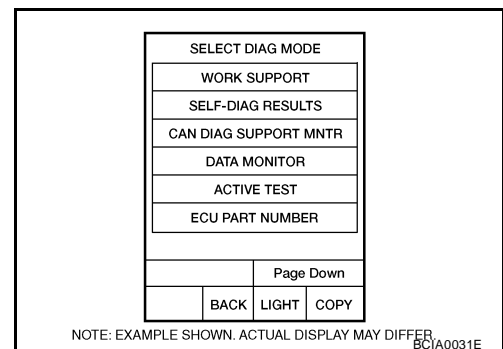 SELECT DIAG MODE
WORK SUPPORT
SELF-DIAG RESULTS
CAN DIAG SUPPORT MNTR
DATA MONITOR
ACTIVE TEST
ECU PART NUMBER
Page Down
BACK LIGHT COPY
NOTE: EXAMPLE SHOWN. ACTUAL DISPLAY MAY DIFFER.
BCIA0031E